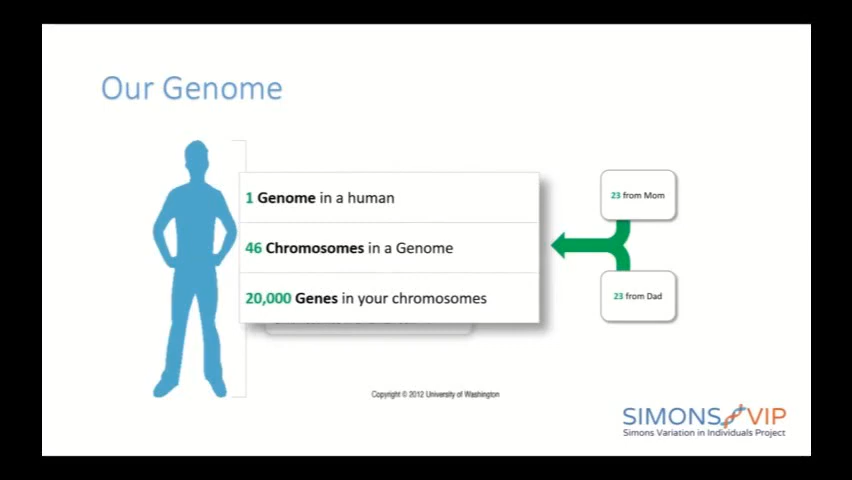 Our Genome
1 Genome in a human
46 Chromosomes in a Genome
20,000 Genes in your chromosomes
23 from Mom
23 from Dad
Copyright © 2012 University of Washington
SIMONS VIP
Simons Variation in Individuals Project